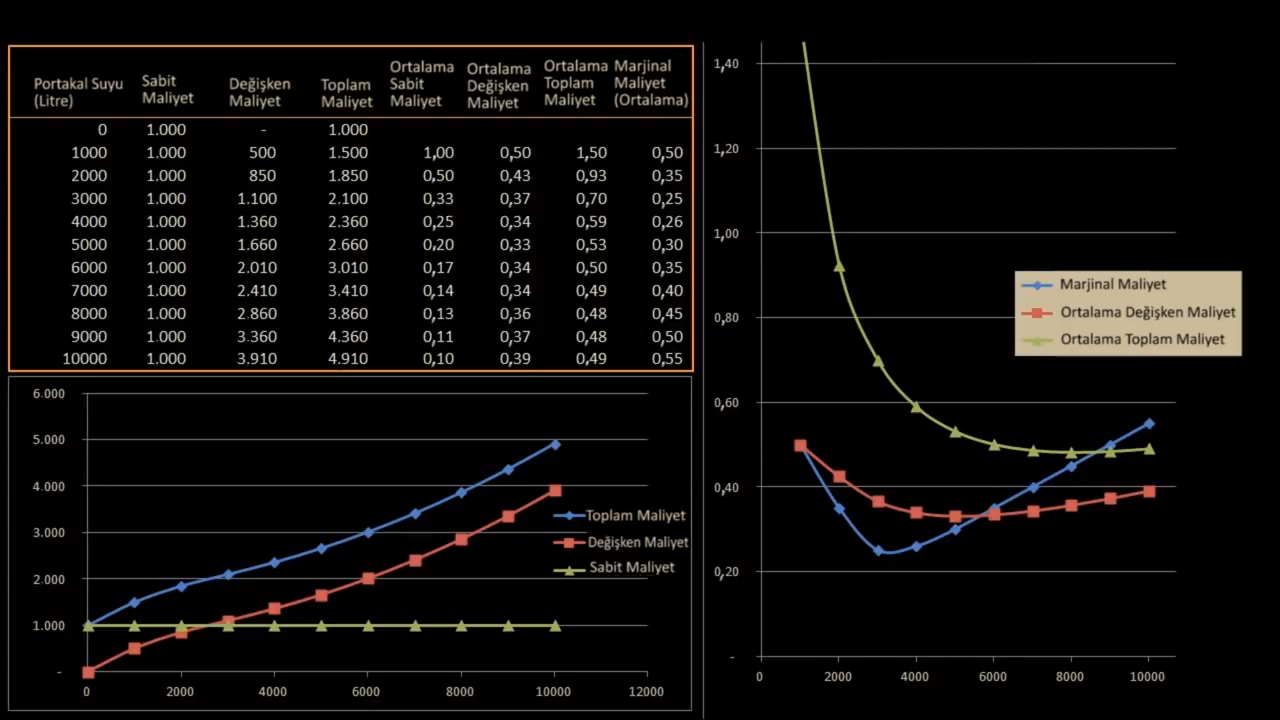 Portakal Suyu (Litre) Sabit Maliyet Değişken Maliyet Toplam Maliyet Ortalama Sabit Maliyet Ortalama Değişken Maliyet Ortalama Toplam Maliyet Marjinal Maliyet (Ortalama)
0 1.000 - 1.000
1000 1.000 500 1.500 1,00 0,50 1,50 0,50
2000 1.000 850 1.850 0,50 0,43 0,93 0,35
3000 1.000 1.100 2.100 0,33 0,37 0,70 0,25
4000 1.000 1.360 2.360 0,25 0,34 0,59 0,26
5000 1.000 1.660 2.660 0,20 0,33 0,53 0,30
6000 1.000 2.010 3.010 0,17 0,34 0,50 0,35
7000 1.000 2.410 3.410 0,14 0,34 0,49 0,40
8000 1.000 2.860 3.860 0,13 0,36 0,48 0,45
9000 1.000 3.360 4.360 0,11 0,37 0,48 0,50
10000 1.000 3.910 4.910 0,10 0,39 0,49 0,55
6.000
5.000
4.000
3.000
2.000
1.000
-
0 2000 4000 6000 8000 10000 12000
Toplam Maliyet
Değişken Maliyet
Sabit Maliyet
1,40
1,20
1,00
0,80
0,60
0,40
0,20
-
0 2000 4000 6000 8000 10000
Marjinal Maliyet
Ortalama Değişken Maliyet
Ortalama Toplam Maliyet